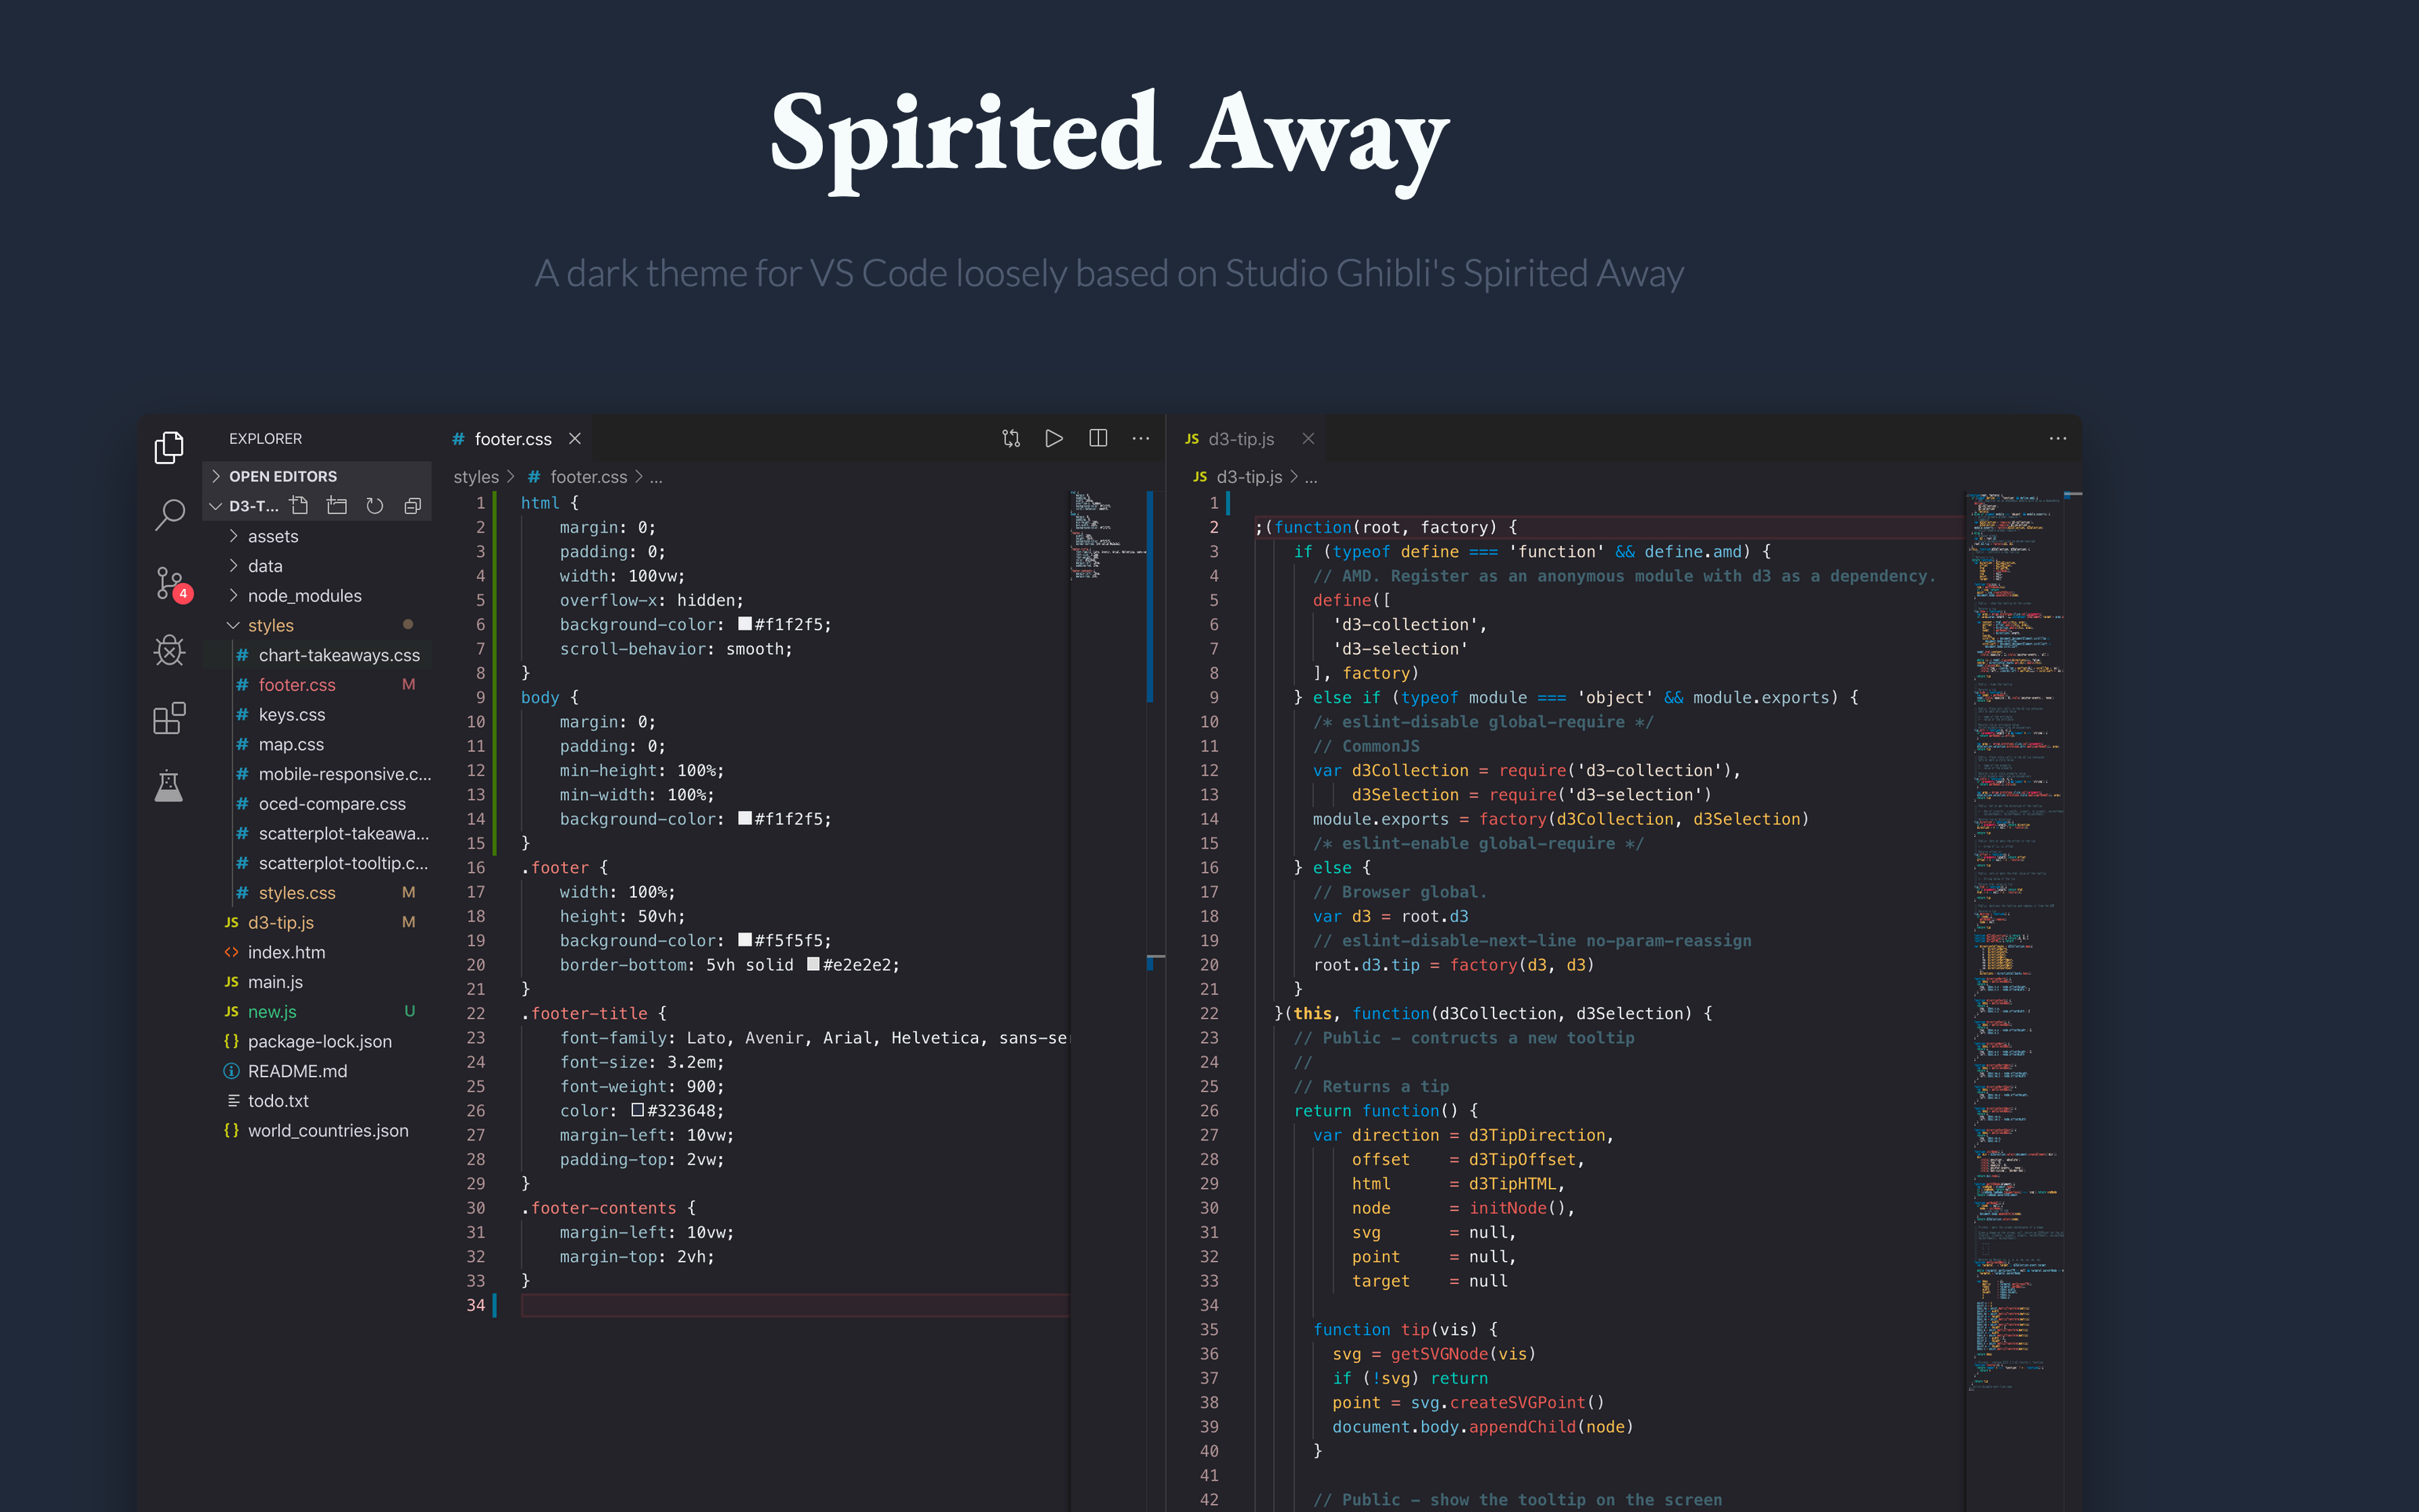 Spirited Away
A dark theme for VS Code loosely based on Studio Ghibli's Spirited Away
EXPLORER
OPEN EDITORS
D3-T...
assets
data
node_modules
styles
# chart-takeaways.css
# footer.css M
# keys.css
# map.css
# mobile-responsive.c...
# oced-compare.css
# scatterplot-takeawa...
# scatterplot-tooltip.c...
# styles.css M
JS d3-tip.js M
<> index.htm
JS main.js
JS new.js U
{} package-lock.json
README.md
todo.txt
{} world_countries.json
4
# footer.css
styles > # footer.css > ...
1 html {
2 margin: 0;
3 padding: 0;
4 width: 100vw;
5 overflow-x: hidden;
6 background-color: #f1f2f5;
7 scroll-behavior: smooth;
8 }
9 body {
10 margin: 0;
11 padding: 0;
12 min-height: 100%;
13 min-width: 100%;
14 background-color: #f1f2f5;
15 }
16 .footer {
17 width: 100%;
18 height: 50vh;
19 background-color: #f5f5f5;
20 border-bottom: 5vh solid #e2e2e2;
21 }
22 .footer-title {
23 font-family: Lato, Avenir, Arial, Helvetica, sans-se
24 font-size: 3.2em;
25 font-weight: 900;
26 color: #323648;
27 margin-left: 10vw;
28 padding-top: 2vw;
29 }
30 .footer-contents {
31 margin-left: 10vw;
32 margin-top: 2vh;
33 }
34
JS d3-tip.js
JS d3-tip.js > ...
1
2 ;(function(root, factory) {
3 if (typeof define === 'function' && define.amd) {
4 // AMD. Register as an anonymous module with d3 as a dependency.
5 define([
6 'd3-collection',
7 'd3-selection'
8 ], factory)
9 } else if (typeof module === 'object' && module.exports) {
10 /* eslint-disable global-require */
11 // CommonJS
12 var d3Collection = require('d3-collection'),
13 d3Selection = require('d3-selection')
14 module.exports = factory(d3Collection, d3Selection)
15 /* eslint-enable global-require */
16 } else {
17 // Browser global.
18 var d3 = root.d3
19 // eslint-disable-next-line no-param-reassign
20 root.d3.tip = factory(d3, d3)
21 }
22 }(this, function(d3Collection, d3Selection) {
23 // Public - contructs a new tooltip
24 //
25 // Returns a tip
26 return function() {
27 var direction = d3TipDirection,
28 offset = d3TipOffset,
29 html = d3TipHTML,
30 node = initNode(),
31 svg = null,
32 point = null,
33 target = null
34
35 function tip(vis) {
36 svg = getSVGNode(vis)
37 if (!svg) return
38 point = svg.createSVGPoint()
39 document.body.appendChild(node)
40 }
41
42 // Public - show the tooltip on the screen